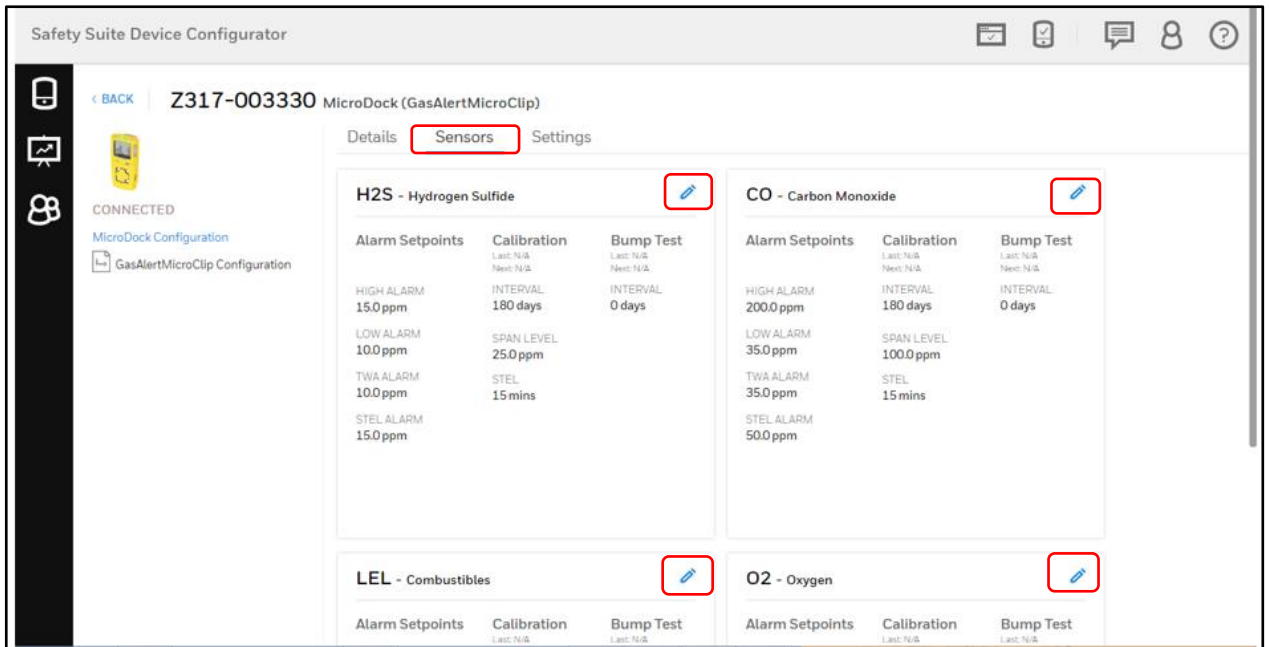 Safety Suite Device Configurator
< BACK
Z317-003330 MicroDock (GasAlertMicroClip)
Details Sensors Settings
CONNECTED
MicroDock Configuration
GasAlertMicroClip Configuration
H2S - Hydrogen Sulfide
Alarm Setpoints Calibration Bump Test
Last: N/A Last: N/A
Next: N/A Next: N/A
HIGH ALARM INTERVAL INTERVAL
15.0 ppm 180 days 0 days
LOW ALARM SPAN LEVEL
10.0 ppm 25.0 ppm
TWA ALARM STEL
10.0 ppm 15 mins
STEL ALARM
15.0 ppm
CO - Carbon Monoxide
Alarm Setpoints Calibration Bump Test
Last: N/A Last: N/A
Next: N/A Next: N/A
HIGH ALARM INTERVAL INTERVAL
200.0 ppm 180 days 0 days
LOW ALARM SPAN LEVEL
35.0 ppm 100.0 ppm
TWA ALARM STEL
35.0 ppm 15 mins
STEL ALARM
50.0 ppm
LEL - Combustibles
Alarm Setpoints Calibration Bump Test
Last: N/A Last: N/A
O2 - Oxygen
Alarm Setpoints Calibration Bump Test
Last: N/A Last: N/A